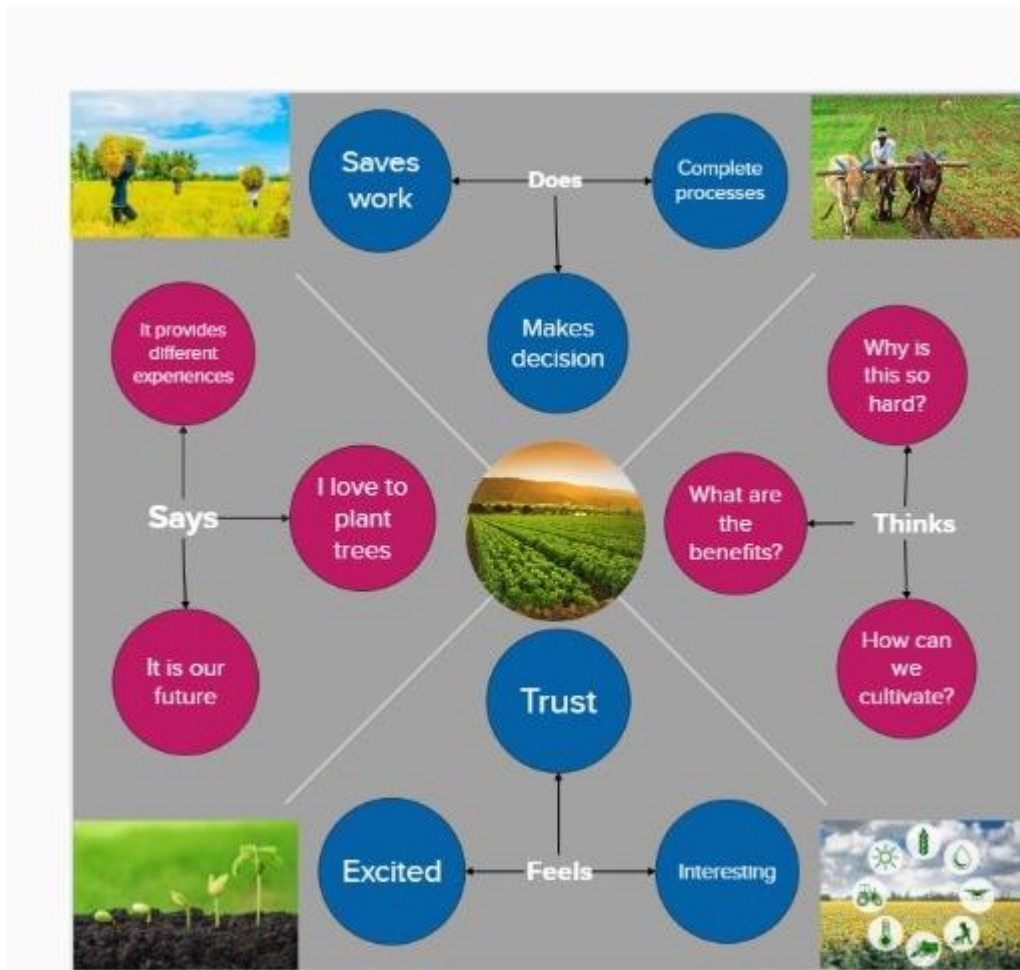 Saves
work
Does
Complete
processes
Makes
decision
It provides
different
experiences
Says
I love to
plant
trees
It is our
future
Why is
this so
hard?
What are
the
benefits?
Thinks
How can
we
cultivate?
Trust
Excited
Feels
Interesting